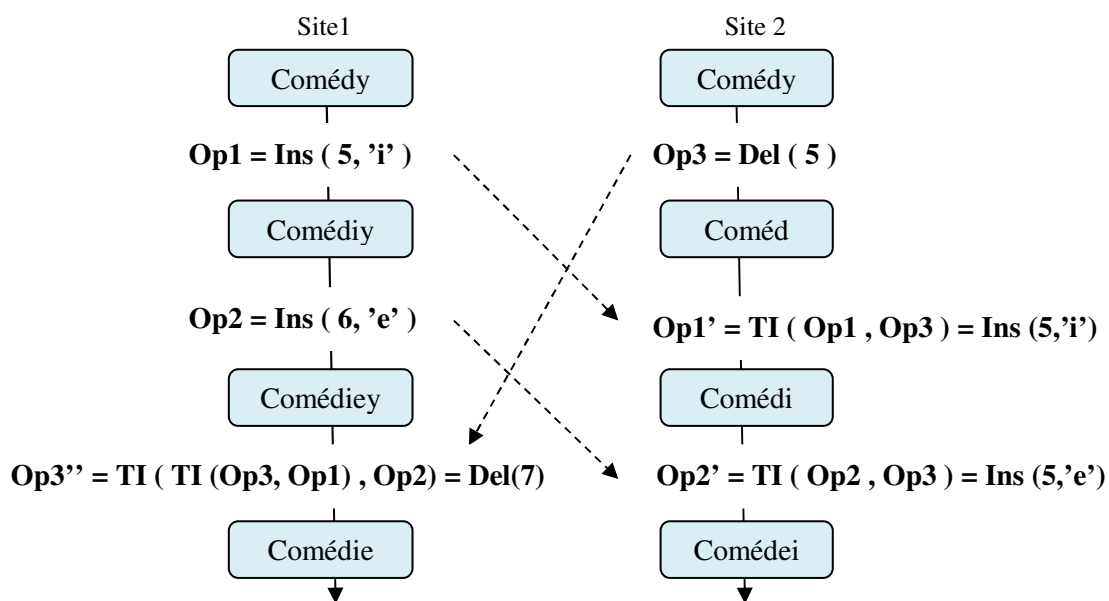 Site1
Site 2
Comédy
Comédy
Op1 = Ins ( 5, ’i’ )
Op3 = Del ( 5 )
Comédiy
Coméd
Op2 = Ins ( 6, ’e’ )
Op1’ = TI ( Op1 , Op3 ) = Ins (5,’i’)
Comédiey
Comédi
Op3’’ = TI ( TI (Op3, Op1) , Op2) = Del(7)
Op2’ = TI ( Op2 , Op3 ) = Ins (5,’e’)
Comédie
Comédei